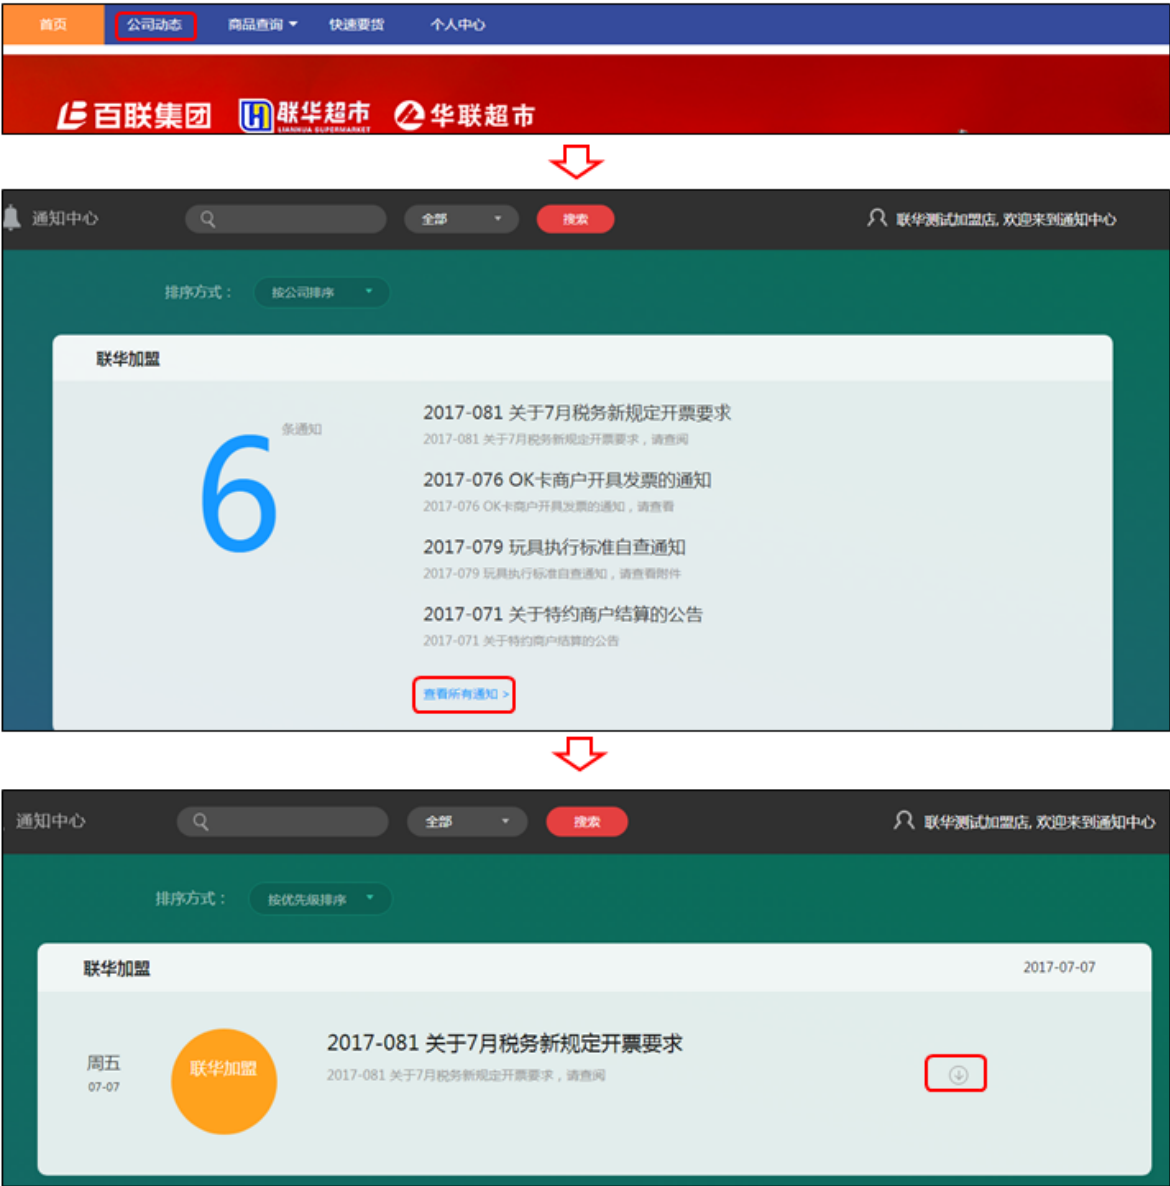 首页 公司动态 商品查询 快速要货 个人中心
百联集团 联华超市 华联超市
LIANHUA SUPERMARKET
通知中心 全部 搜索 联华测试加盟店, 欢迎来到通知中心
排序方式： 按公司排序
联华加盟
6 条通知
2017-081 关于7月税务新规定开票要求
2017-081 关于7月税务新规定开票要求，请查阅
2017-076 OK卡商户开具发票的通知
2017-076 OK卡商户开具发票的通知，请查看
2017-079 玩具执行标准自查通知
2017-079 玩具执行标准自查通知，请查看附件
2017-071 关于特约商户结算的公告
2017-071 关于特约商户结算的公告
查看所有通知 >
通知中心 全部 搜索 联华测试加盟店, 欢迎来到通知中心
排序方式： 按优先级排序
联华加盟 2017-07-07
周五
07-07
联华加盟
2017-081 关于7月税务新规定开票要求
2017-081 关于7月税务新规定开票要求，请查阅